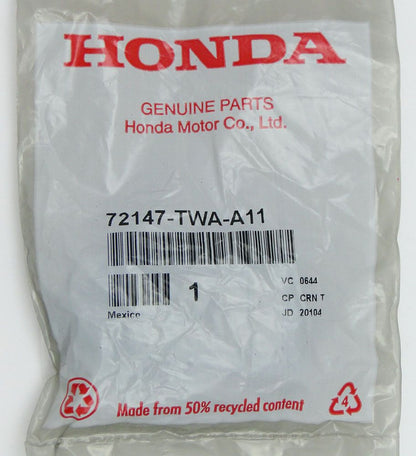 HONDA
GENUINE PARTS
Honda Motor Co., Ltd.
72147-TWA-A11
1
VC 0644
CP CRN T
Mexico
JD 20104
Made from 50% recycled content
4